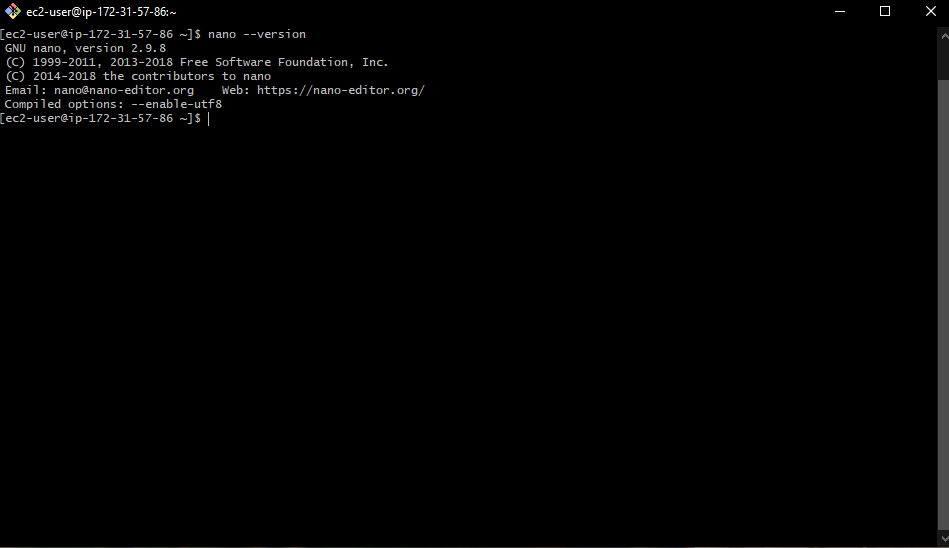 ec2-user@ip-172-31-57-86:~
[ec2-user@ip-172-31-57-86 ~]$ nano --version
GNU nano, version 2.9.8
(C) 1999-2011, 2013-2018 Free Software Foundation, Inc.
(C) 2014-2018 the contributors to nano
Email: nano@nano-editor.org    Web: https://nano-editor.org/
Compiled options: --enable-utf8
[ec2-user@ip-172-31-57-86 ~]$